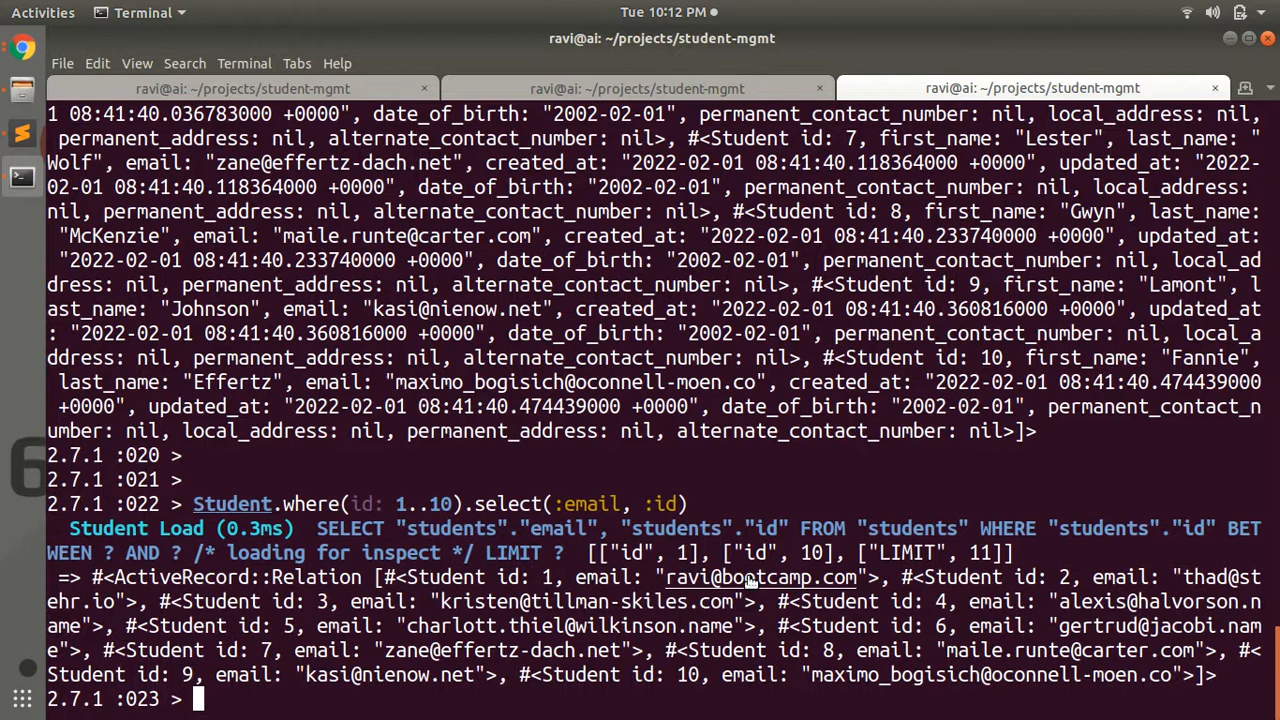 Activities Terminal Tue 10:12 PM
ravi@ai: ~/projects/student-mgmt
File Edit View Search Terminal Tabs Help
ravi@ai: ~/projects/student-mgmt × ravi@ai: ~/projects/student-mgmt × ravi@ai: ~/projects/student-mgmt ×
1 08:41:40.036783000 +0000", date_of_birth: "2002-02-01", permanent_contact_number: nil, local_address: nil,
permanent_address: nil, alternate_contact_number: nil>, #<Student id: 7, first_name: "Lester", last_name: "
Wolf", email: "zane@effertz-dach.net", created_at: "2022-02-01 08:41:40.118364000 +0000", updated_at: "2022-
02-01 08:41:40.118364000 +0000", date_of_birth: "2002-02-01", permanent_contact_number: nil, local_address:
nil, permanent_address: nil, alternate_contact_number: nil>, #<Student id: 8, first_name: "Gwyn", last_name:
"McKenzie", email: "maile.runte@carter.com", created_at: "2022-02-01 08:41:40.233740000 +0000", updated_at:
"2022-02-01 08:41:40.233740000 +0000", date_of_birth: "2002-02-01", permanent_contact_number: nil, local_ad
dress: nil, permanent_address: nil, alternate_contact_number: nil>, #<Student id: 9, first_name: "Lamont", l
ast_name: "Johnson", email: "kasi@nienow.net", created_at: "2022-02-01 08:41:40.360816000 +0000", updated_at
: "2022-02-01 08:41:40.360816000 +0000", date_of_birth: "2002-02-01", permanent_contact_number: nil, local_a
ddress: nil, permanent_address: nil, alternate_contact_number: nil>, #<Student id: 10, first_name: "Fannie",
last_name: "Effertz", email: "maximo_bogisich@oconnell-moen.co", created_at: "2022-02-01 08:41:40.474439000
+0000", updated_at: "2022-02-01 08:41:40.474439000 +0000", date_of_birth: "2002-02-01", permanent_contact_n
umber: nil, local_address: nil, permanent_address: nil, alternate_contact_number: nil>]>
2.7.1 :020 >
2.7.1 :021 >
2.7.1 :022 > Student.where(id: 1..10).select(:email, :id)
Student Load (0.3ms) SELECT "students"."email", "students"."id" FROM "students" WHERE "students"."id" BET
WEEN ? AND ? /* loading for inspect */ LIMIT ? [["id", 1], ["id", 10], ["LIMIT", 11]]
=> #<ActiveRecord::Relation [#<Student id: 1, email: "ravi@bootcamp.com">, #<Student id: 2, email: "thad@st
ehr.io">, #<Student id: 3, email: "kristen@tillman-skiles.com">, #<Student id: 4, email: "alexis@halvorson.n
ame">, #<Student id: 5, email: "charlott.thiel@wilkinson.name">, #<Student id: 6, email: "gertrud@jacobi.nam
e">, #<Student id: 7, email: "zane@effertz-dach.net">, #<Student id: 8, email: "maile.runte@carter.com">, #<
Student id: 9, email: "kasi@nienow.net">, #<Student id: 10, email: "maximo_bogisich@oconnell-moen.co">]>
2.7.1 :023 >